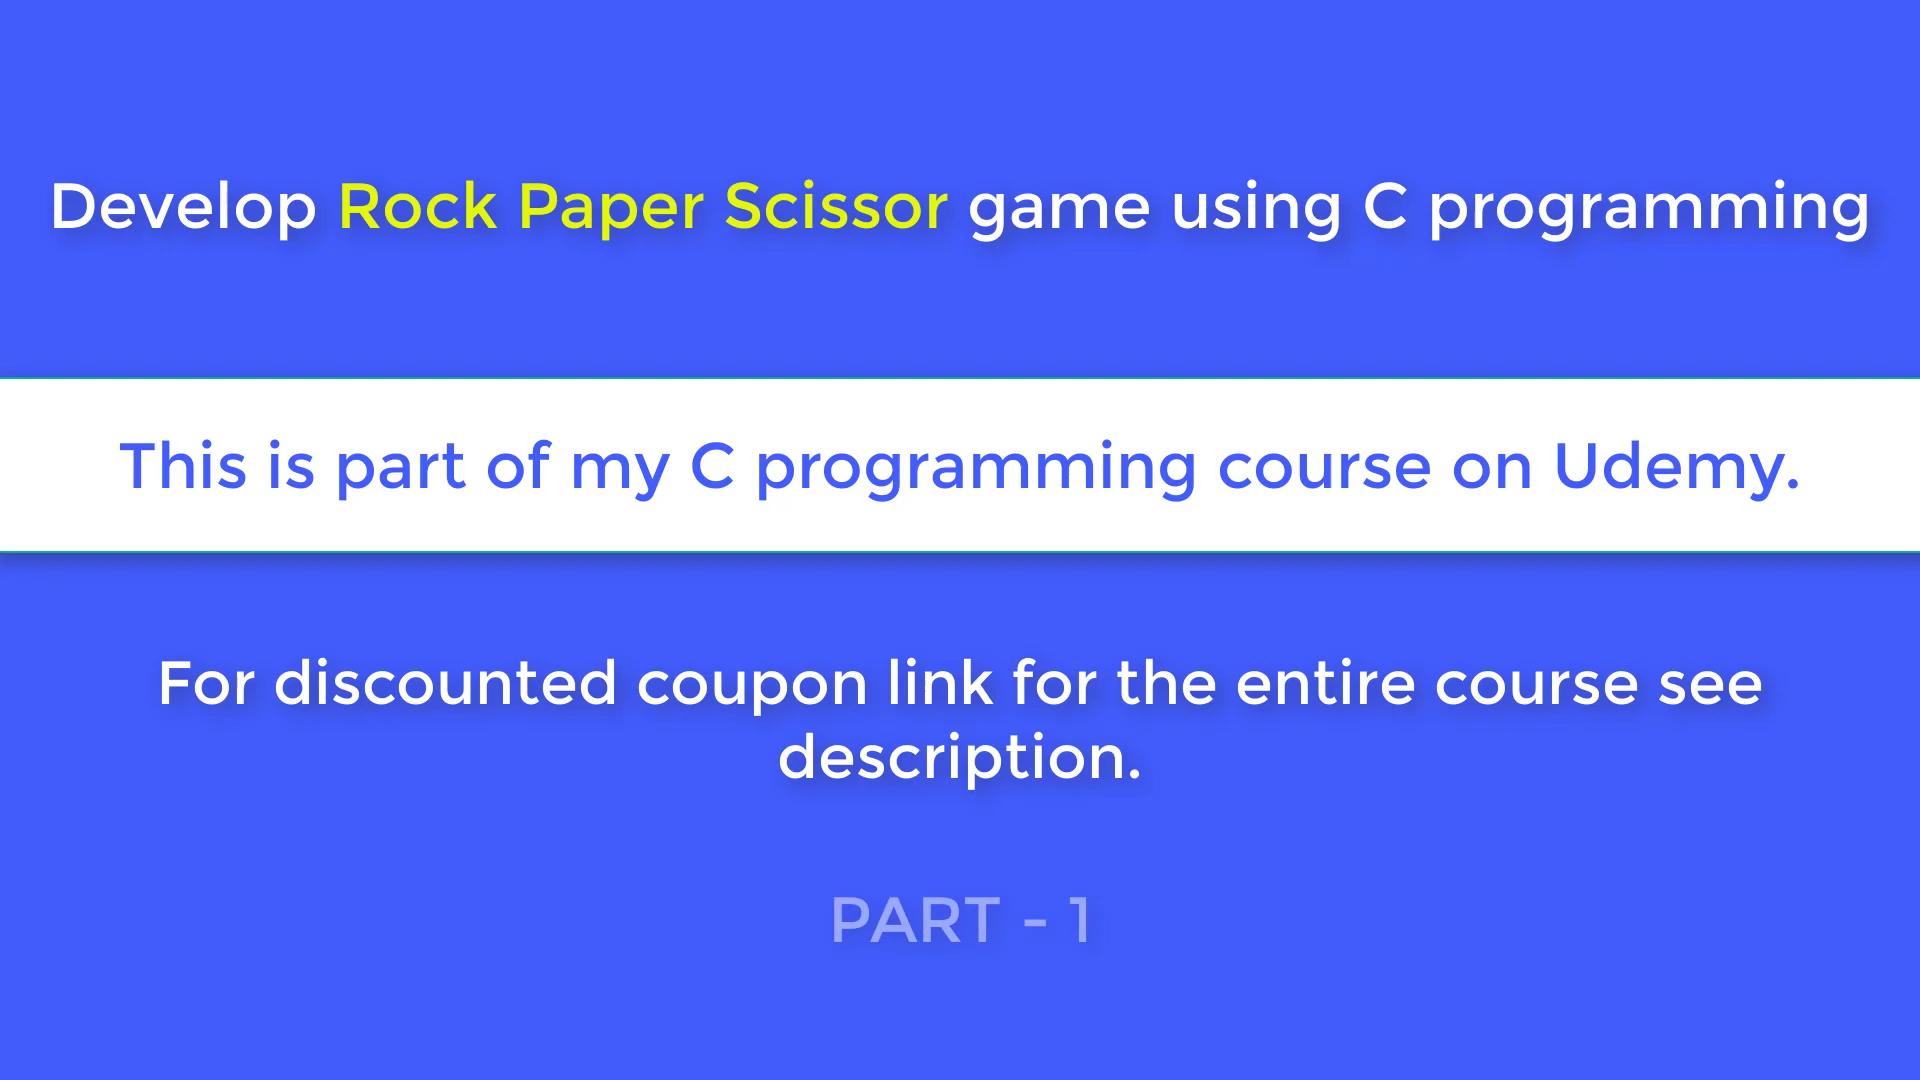 Develop Rock Paper Scissor game using C programming
This is part of my C programming course on Udemy.
For discounted coupon link for the entire course see
description.
PART - 1